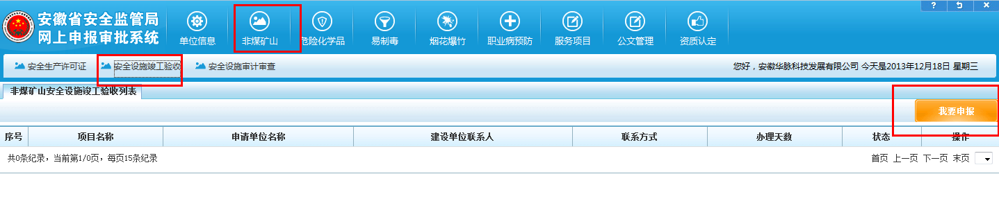 安徽省安全监管局
网上申报审批系统
单位信息 非煤矿山 危险化学品 易制毒 烟花爆竹 职业病预防 服务项目 公文管理 资质认定
安全生产许可证 安全设施竣工验收 安全设施审计审查 您好，安徽华脉科技发展有限公司 今天是2013年12月18日 星期三
非煤矿山安全设施竣工验收列表
我要申报
序号 项目名称 申请单位名称 建设单位联系人 联系方式 办理天数 状态 操作
共0条纪录，当前第1/0页，每页15条纪录 首页 上一页 下一页 末页